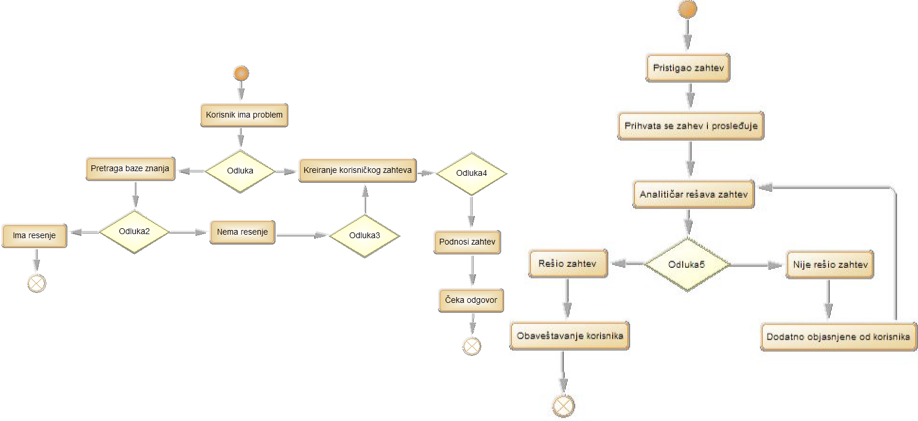 Korisnik ima problem
Odluka
Pretraga baze znanja
Kreiranje korisničkog zahteva
Odluka4
Ima resenje
Odluka2
Nema resenje
Odluka3
Podnosi zahtev
Čeka odgovor
Pristigao zahtev
Prihvata se zahev i prosleđuje
Analitičar rešava zahtev
Odluka5
Rešio zahtev
Nije rešio zahtev
Obaveštavanje korisnika
Dodatno objasnjene od korisnika